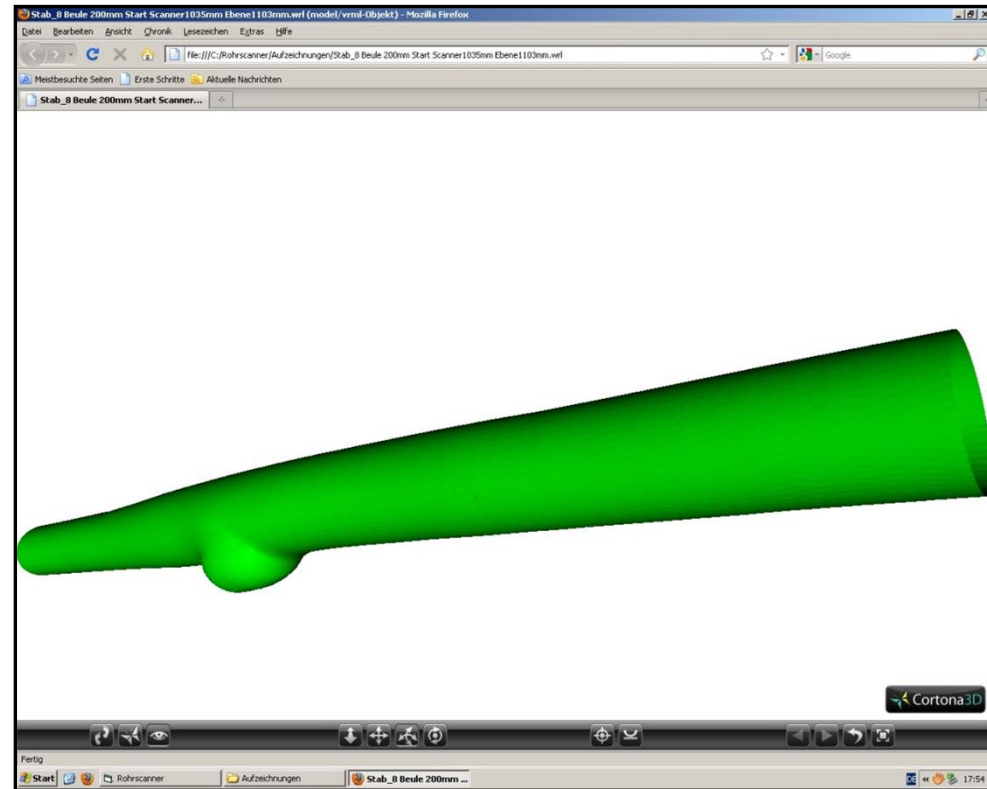 Stab_8 Beule 200mm Start Scanner1035mm Ebene1103mm.wrl (model/vrml-Objekt) - Mozilla Firefox
Datei Bearbeiten Ansicht Chronik Lesezeichen Extras Hilfe
file:///C:/Rohrscanner/Aufzeichnungen/Stab_8 Beule 200mm Start Scanner1035mm Ebene1103mm.wrl Google
Meistbesuchte Seiten Erste Schritte Aktuelle Nachrichten
Stab_8 Beule 200mm Start Scanner...
Cortona3D
Fertig
Start Rohrscanner Aufzeichnungen Stab_8 Beule 200mm ... DE « 17:54